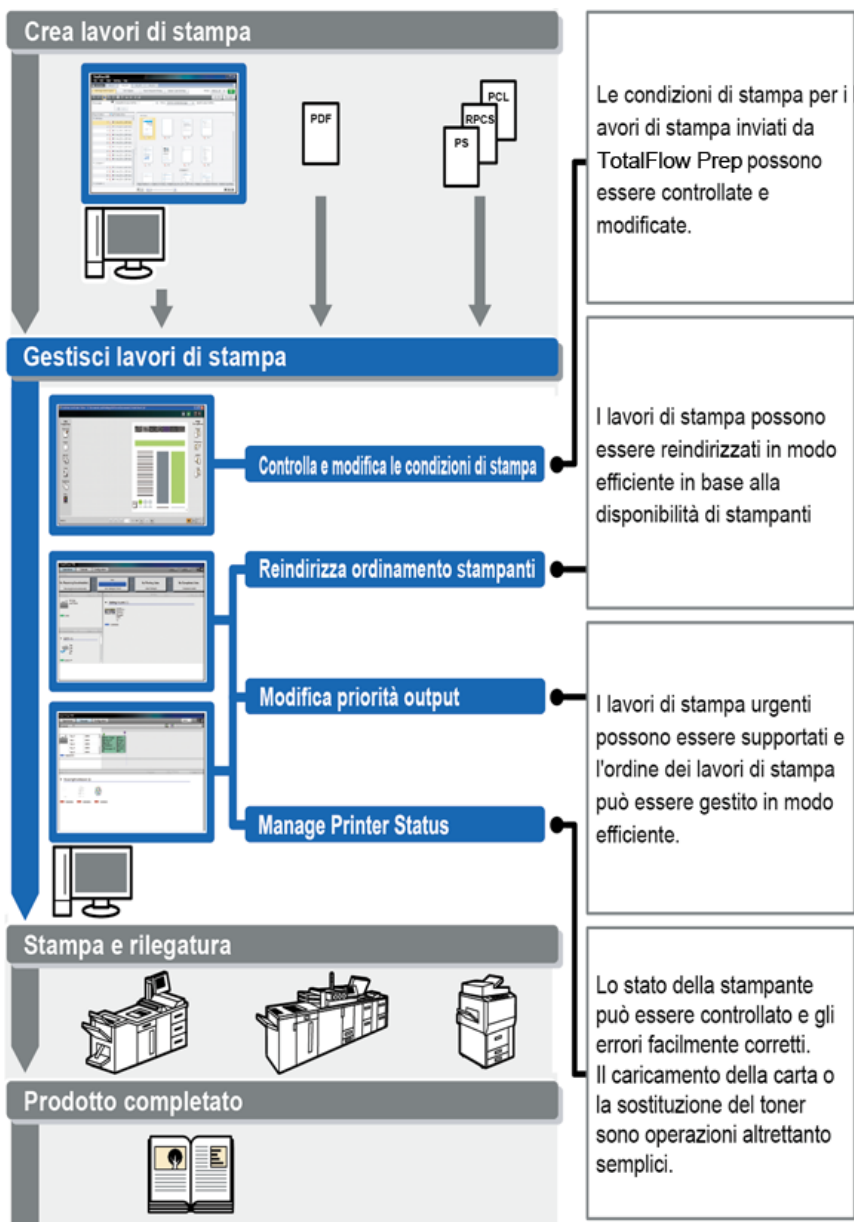 Crea lavori di stampa
PDF
PCL
RPCS
PS
Le condizioni di stampa per i
avori di stampa inviati da
TotalFlow Prep possono
essere controllate e
modificate.
Gestisci lavori di stampa
Controlla e modifica le condizioni di stampa
I lavori di stampa possono
essere reindirizzati in modo
efficiente in base alla
disponibilità di stampanti
Reindirizza ordinamento stampanti
Modifica priorità output
I lavori di stampa urgenti
possono essere supportati e
l'ordine dei lavori di stampa
può essere gestito in modo
efficiente.
Manage Printer Status
Lo stato della stampante
può essere controllato e gli
errori facilmente corretti.
Il caricamento della carta o
la sostituzione del toner
sono operazioni altrettanto
semplici.
Stampa e rilegatura
Prodotto completato